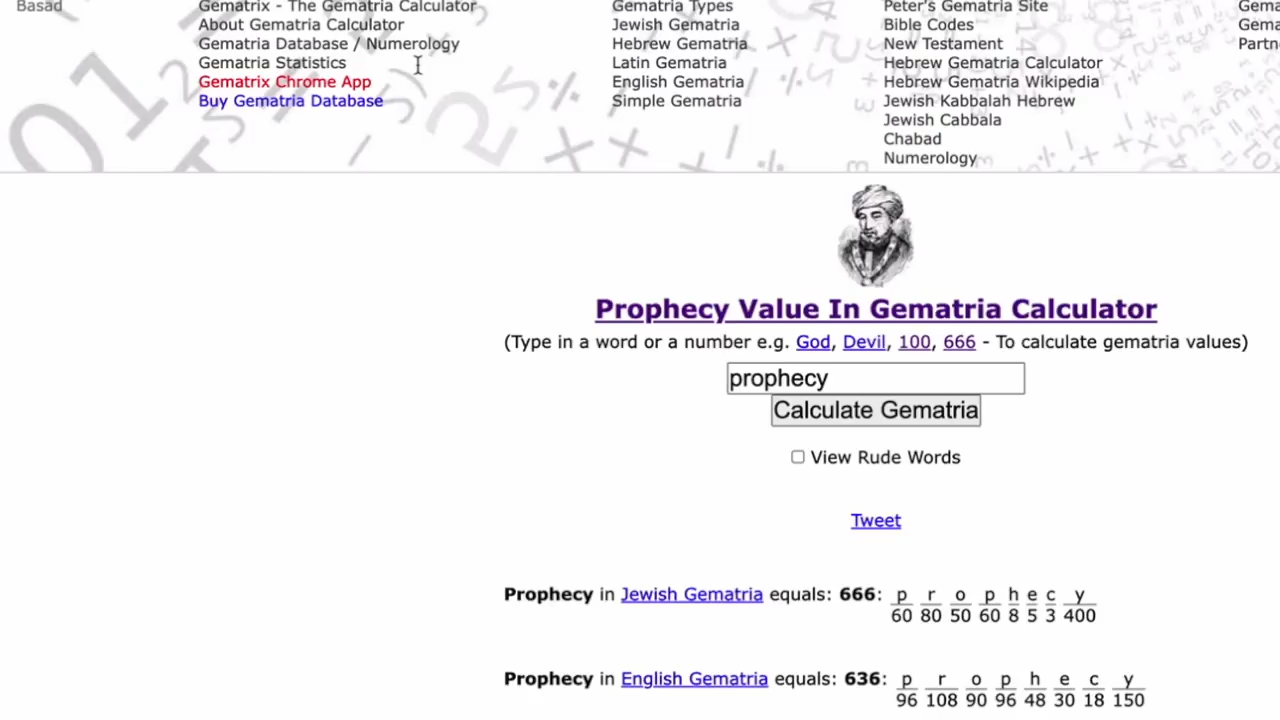 Basad
Gematrix - The Gematria Calculator
About Gematria Calculator
Gematria Database / Numerology
Gematria Statistics
Gematrix Chrome App
Buy Gematria Database
Gematria Types
Jewish Gematria
Hebrew Gematria
Latin Gematria
English Gematria
Simple Gematria
Peter's Gematria Site
Bible Codes
New Testament
Hebrew Gematria Calculator
Hebrew Gematria Wikipedia
Jewish Kabbalah Hebrew
Jewish Cabbala
Chabad
Numerology
Gema
Gema
Partn
Prophecy Value In Gematria Calculator
(Type in a word or a number e.g. God, Devil, 100, 666 - To calculate gematria values)
prophecy
Calculate Gematria
View Rude Words
Tweet
Prophecy in Jewish Gematria equals: 666: p r o p h e c y
60 80 50 60 8 5 3 400
Prophecy in English Gematria equals: 636: p r o p h e c y
96 108 90 96 48 30 18 150